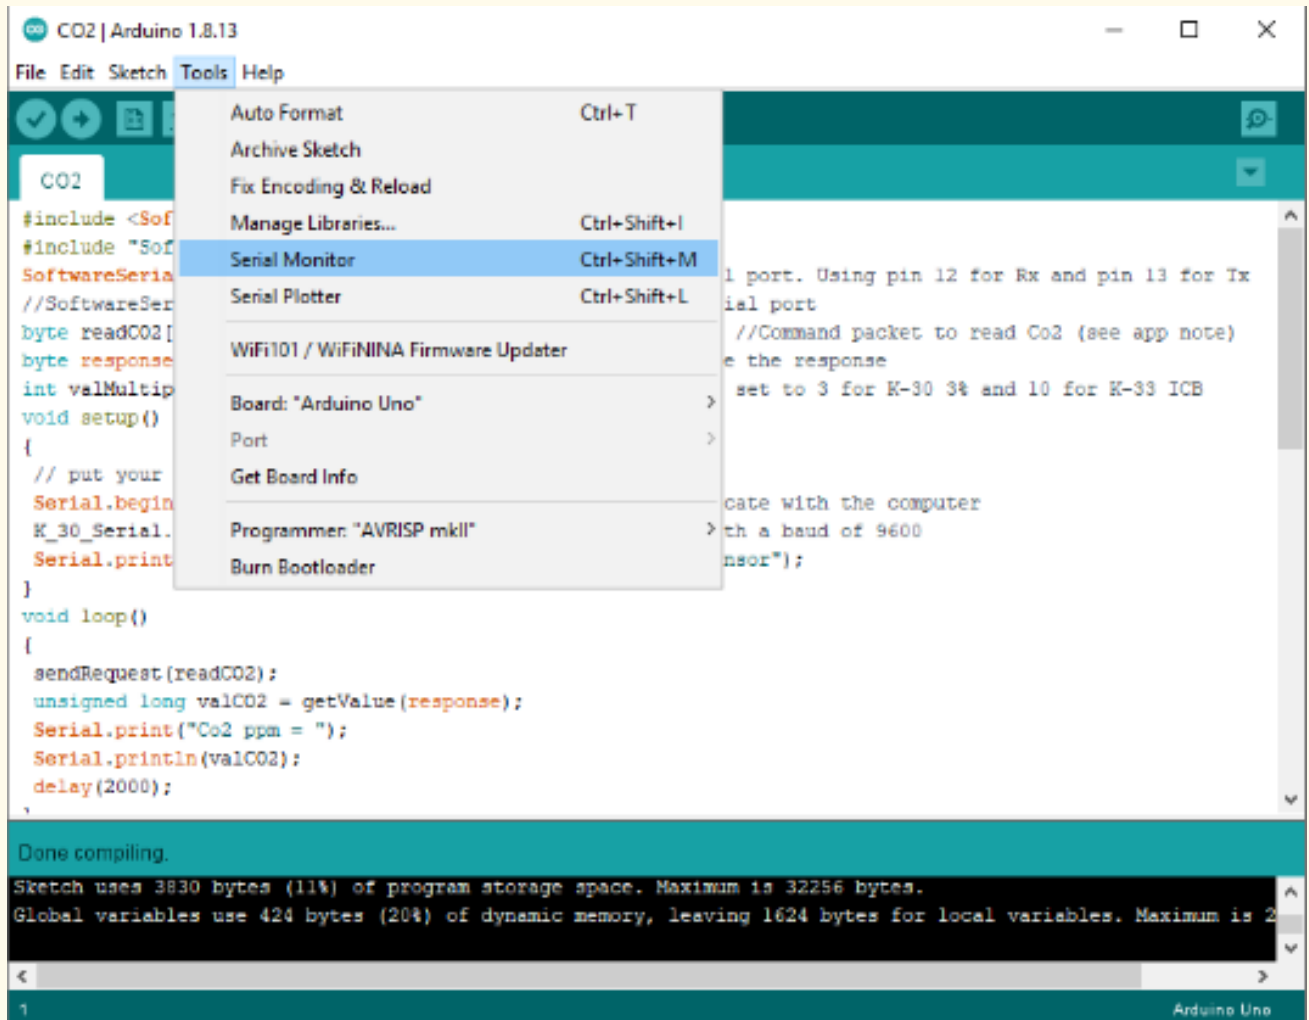 CO2 | Arduino 1.8.13
File Edit Sketch Tools Help
Auto Format Ctrl+T
Archive Sketch
Fix Encoding & Reload
Manage Libraries... Ctrl+Shift+I
Serial Monitor Ctrl+Shift+M
Serial Plotter Ctrl+Shift+L
WiFi101 / WiFiNINA Firmware Updater
Board: "Arduino Uno"
Port
Get Board Info
Programmer: "AVRISP mkII"
Burn Bootloader
CO2
#include <Sof
#include "Sof
SoftwareSeria l port. Using pin 12 for Rx and pin 13 for Tx
//SoftwareSer ial port
byte readCO2[ //Command packet to read Co2 (see app note)
byte response e the response
int valMultip set to 3 for K-30 3% and 10 for K-33 ICB
void setup()
{
// put your
Serial.begin cate with the computer
K_30_Serial. th a baud of 9600
Serial.print nsor");
}
void loop()
{
sendRequest(readCO2);
unsigned long valCO2 = getValue(response);
Serial.print("Co2 ppm = ");
Serial.println(valCO2);
delay(2000);
Done compiling.
Sketch uses 3830 bytes (11%) of program storage space. Maximum is 32256 bytes.
Global variables use 424 bytes (20%) of dynamic memory, leaving 1624 bytes for local variables. Maximum is 2
1 Arduino Uno